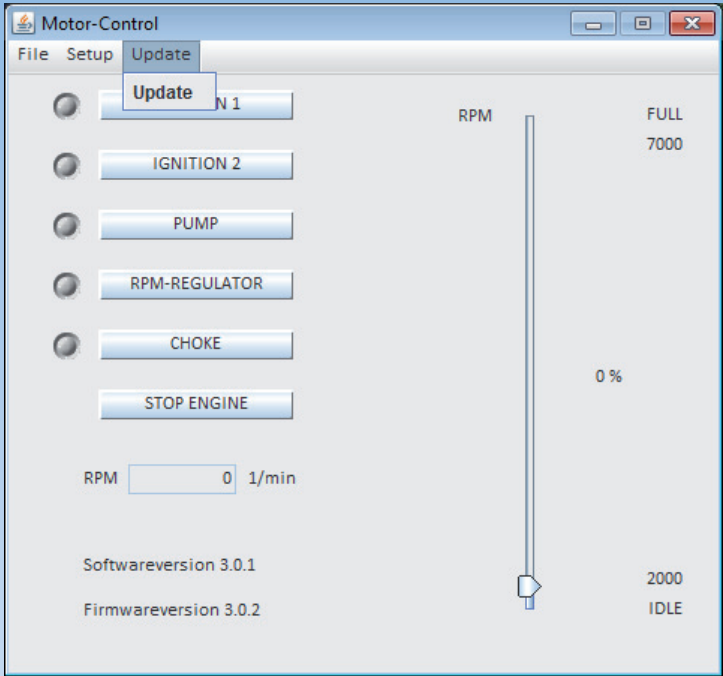 Motor-Control
File Setup Update
Update
N 1
IGNITION 2
PUMP
RPM-REGULATOR
CHOKE
STOP ENGINE
RPM 0 1/min
Softwareversion 3.0.1
Firmwareversion 3.0.2
RPM
FULL
7000
0 %
2000
IDLE